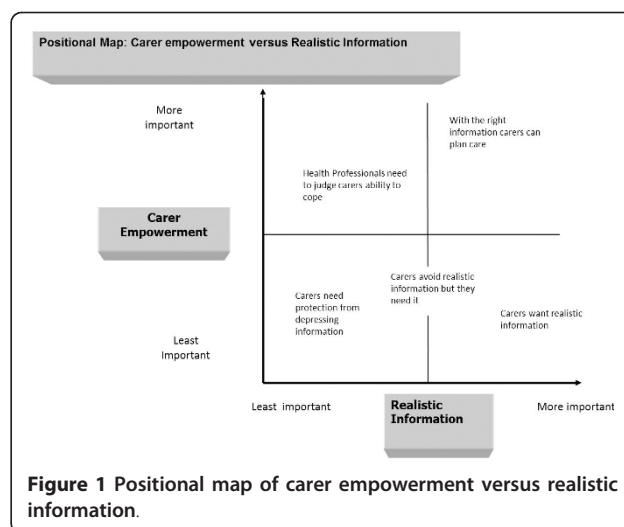 Positional Map: Carer empowerment versus Realistic Information
More
important
With the right
information carers can
plan care
Health Professionals need
to judge carers ability to
cope
Carer
Empowerment
Carers avoid realistic
information but they
need it
Carers need
protection from
depressing
information
Carers want realistic
information
Least
Important
Least important
Realistic
Information
More important
Figure 1 Positional map of carer empowerment versus realistic
information.